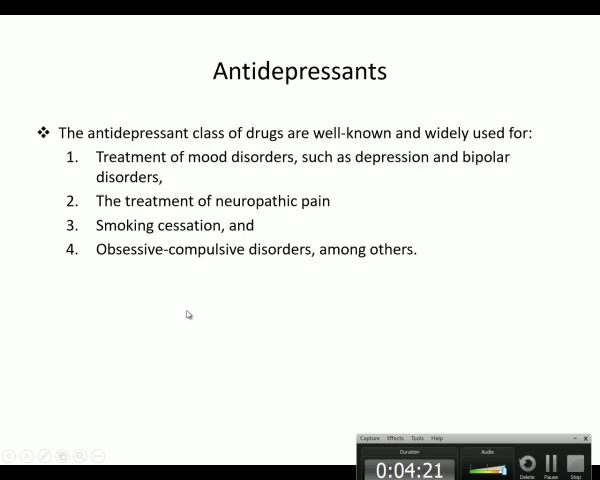 Antidepressants
❖ The antidepressant class of drugs are well-known and widely used for:
1. Treatment of mood disorders, such as depression and bipolar
disorders,
2. The treatment of neuropathic pain
3. Smoking cessation, and
4. Obsessive-compulsive disorders, among others.
Capture Effects Tools Help
Duration Audio
0:04:21
Delete Pause Stop